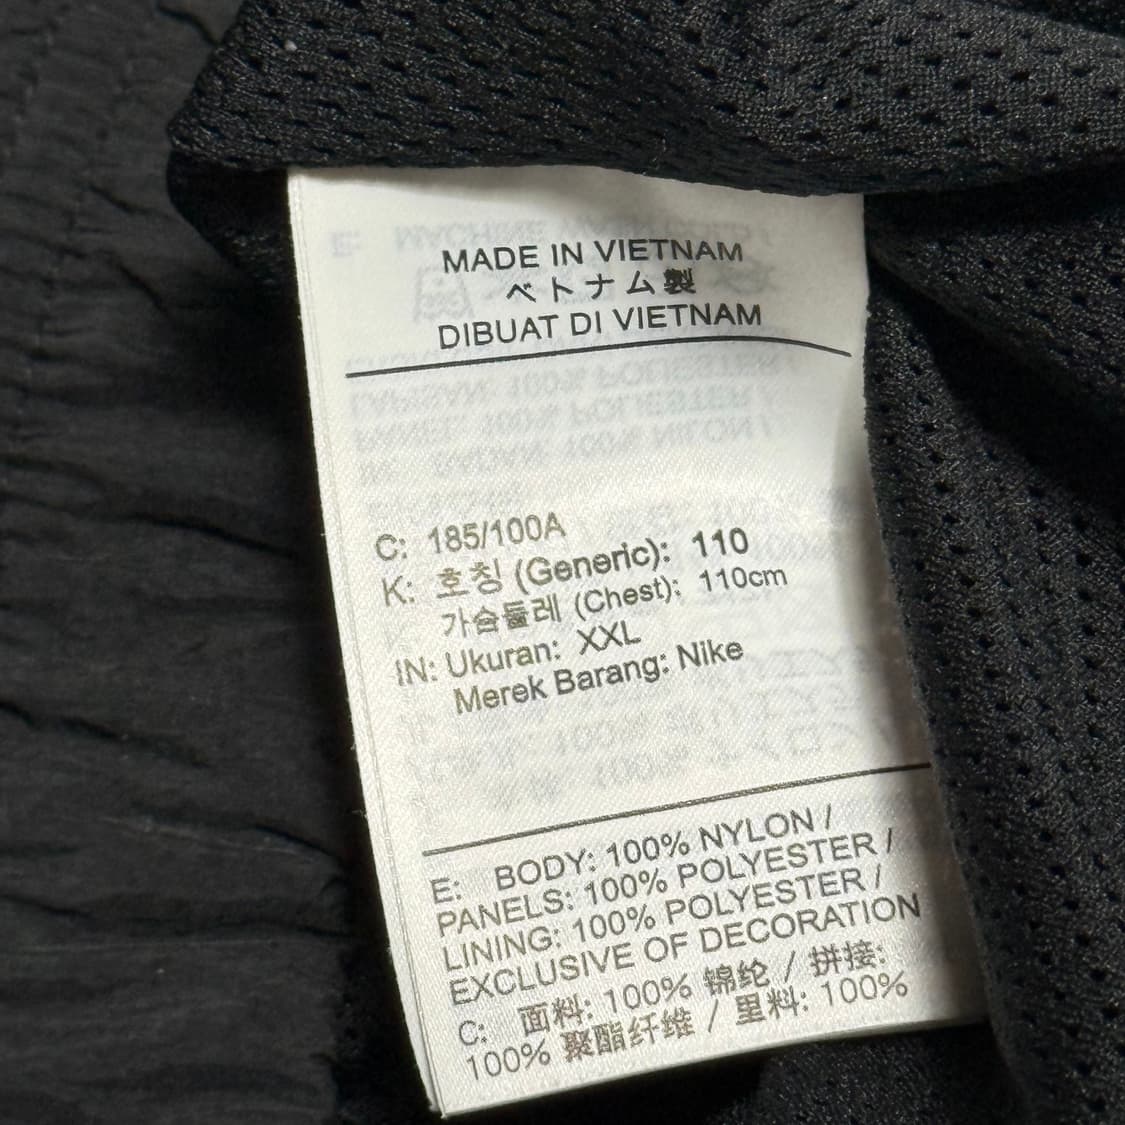 MADE IN VIETNAM
ベトナム製
DIBUAT DI VIETNAM
C: 185/100A
K: 호칭 (Generic): 110
가슴둘레 (Chest): 110cm
IN: Ukuran: XXL
Merek Barang: Nike
E: BODY: 100% NYLON /
PANELS: 100% POLYESTER /
LINING: 100% POLYESTER /
EXCLUSIVE OF DECORATION
C: 面料: 100% 锦纶 / 拼接:
100% 聚酯纤维 / 里料: 100%